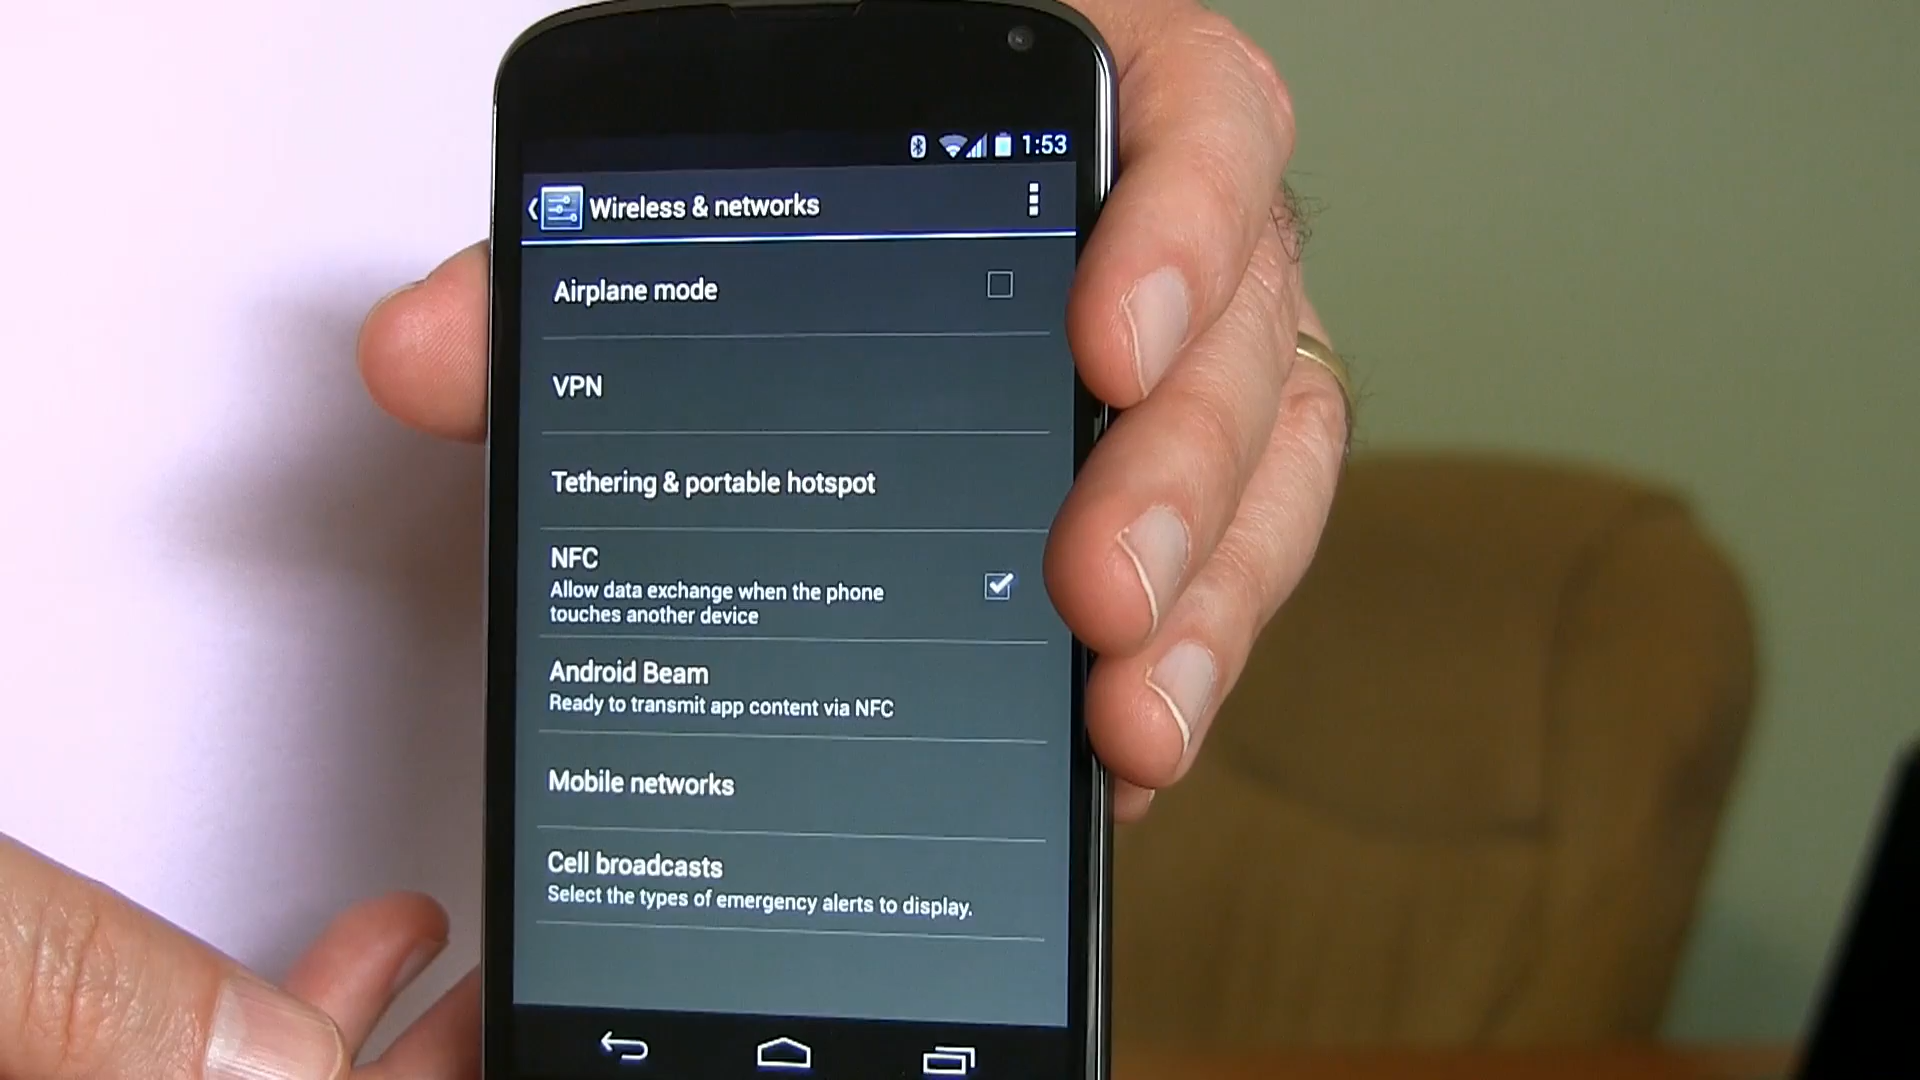 1:53
Wireless & networks
Airplane mode
VPN
Tethering & portable hotspot
NFC
Allow data exchange when the phone
touches another device
Android Beam
Ready to transmit app content via NFC
Mobile networks
Cell broadcasts
Select the types of emergency alerts to display.